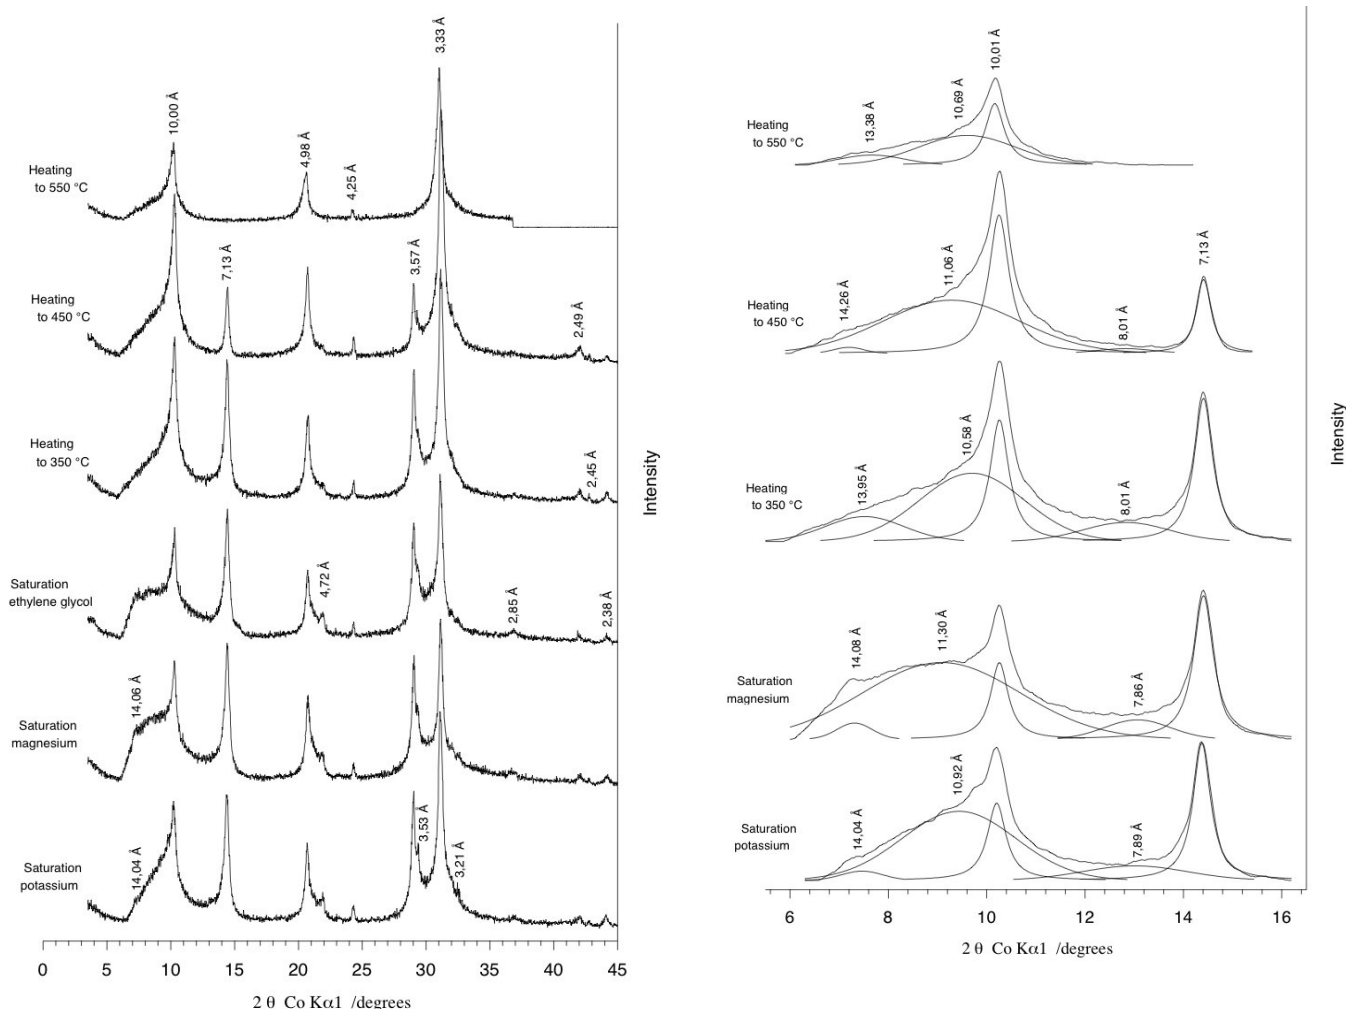 3,33 Å
10,00 Å
4,98 Å
4,25 Å
Heating
to 550 °C
7,13 Å
3,57 Å
2,49 Å
Heating
to 450 °C
2,45 Å
Heating
to 350 °C
4,72 Å
2,85 Å
2,38 Å
Saturation
ethylene glycol
14,06 Å
Saturation
magnesium
14,04 Å
3,53 Å
3,21 Å
Saturation
potassium
0 5 10 15 20 25 30 35 40 45
2 θ Co Kα1 /degrees
Intensity
10,01 Å
10,69 Å
13,38 Å
Heating
to 550 °C
14,26 Å
11,06 Å
8,01 Å
7,13 Å
Heating
to 450 °C
13,95 Å
10,58 Å
8,01 Å
Heating
to 350 °C
14,08 Å
11,30 Å
7,86 Å
Saturation
magnesium
14,04 Å
10,92 Å
7,89 Å
Saturation
potassium
6 8 10 12 14 16
2 θ Co Kα1 /degrees
Intensity